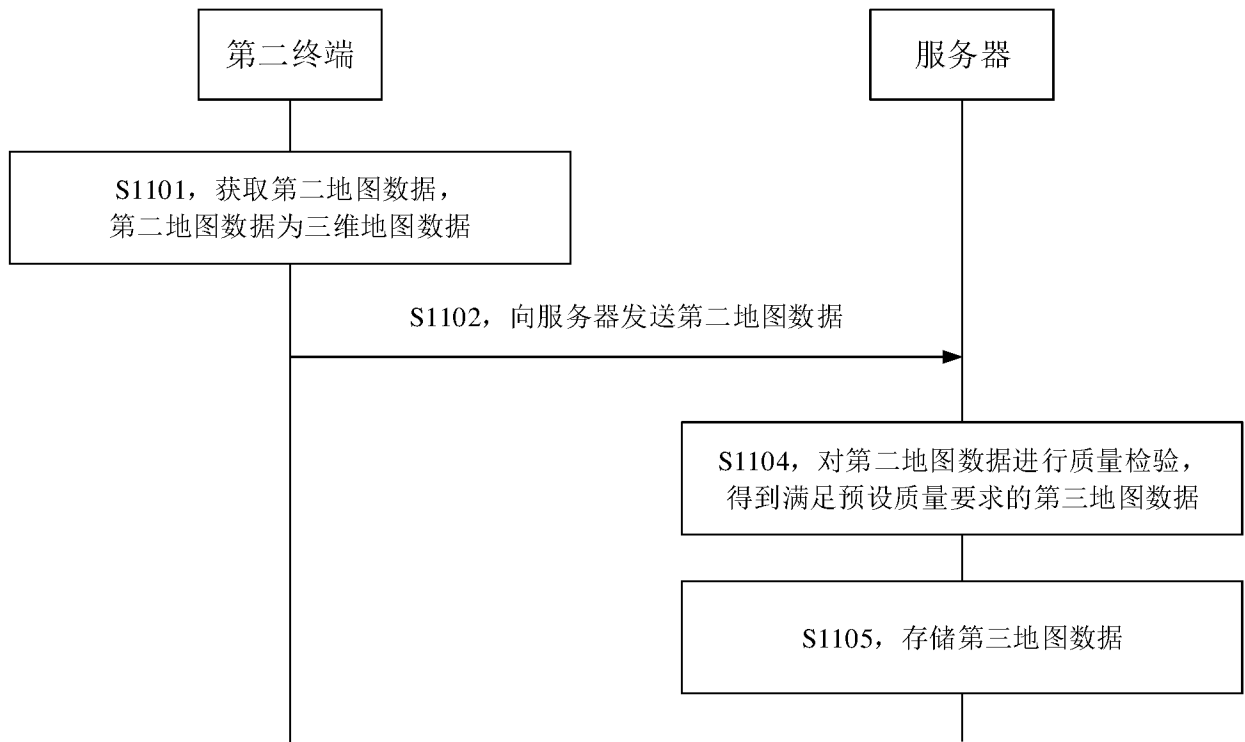 第二终端
服务器
S1101，获取第二地图数据，
第二地图数据为三维地图数据
S1102，向服务器发送第二地图数据
S1104，对第二地图数据进行质量检验，
得到满足预设质量要求的第三地图数据
S1105，存储第三地图数据